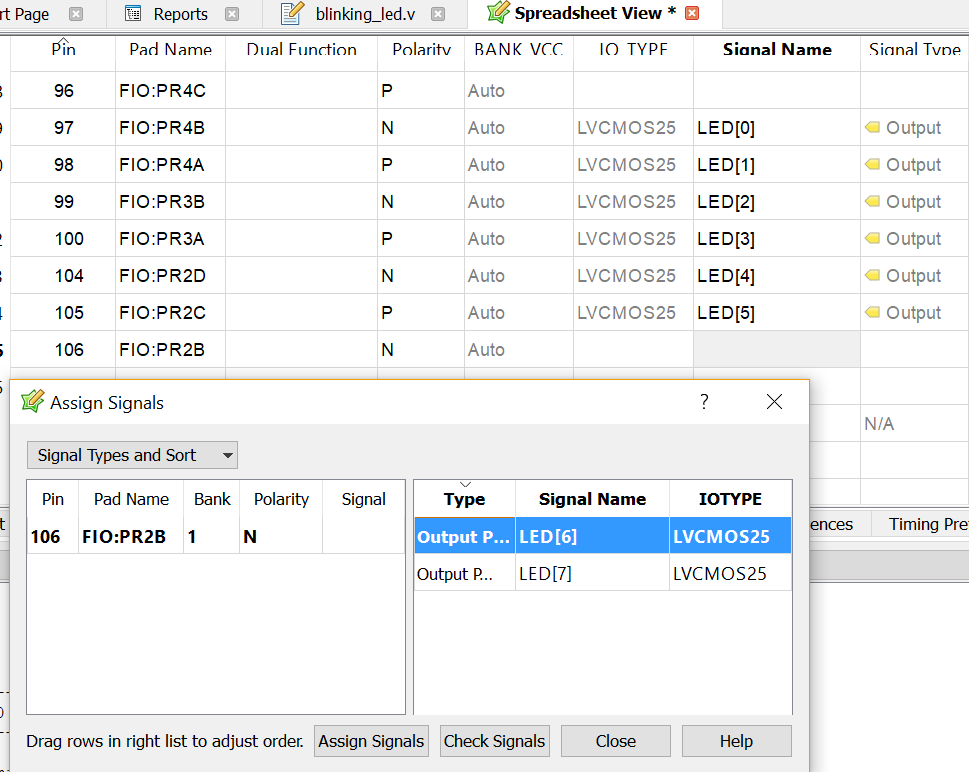 rt Page Reports blinking_led.v Spreadsheet View *
Pin Pad Name Dual Function Polarity BANK_VCC IO_TYPE Signal Name Signal Type
96 FIO:PR4C P Auto
97 FIO:PR4B N Auto LVCMOS25 LED[0] Output
98 FIO:PR4A P Auto LVCMOS25 LED[1] Output
99 FIO:PR3B N Auto LVCMOS25 LED[2] Output
100 FIO:PR3A P Auto LVCMOS25 LED[3] Output
104 FIO:PR2D N Auto LVCMOS25 LED[4] Output
105 FIO:PR2C P Auto LVCMOS25 LED[5] Output
106 FIO:PR2B N Auto
Assign Signals ?
N/A
Signal Types and Sort
Pin Pad Name Bank Polarity Signal Type Signal Name IOTYPE
106 FIO:PR2B 1 N Output P... LED[6] LVCMOS25
ences Timing Pre
Output P... LED[7] LVCMOS25
Drag rows in right list to adjust order. Assign Signals Check Signals Close Help